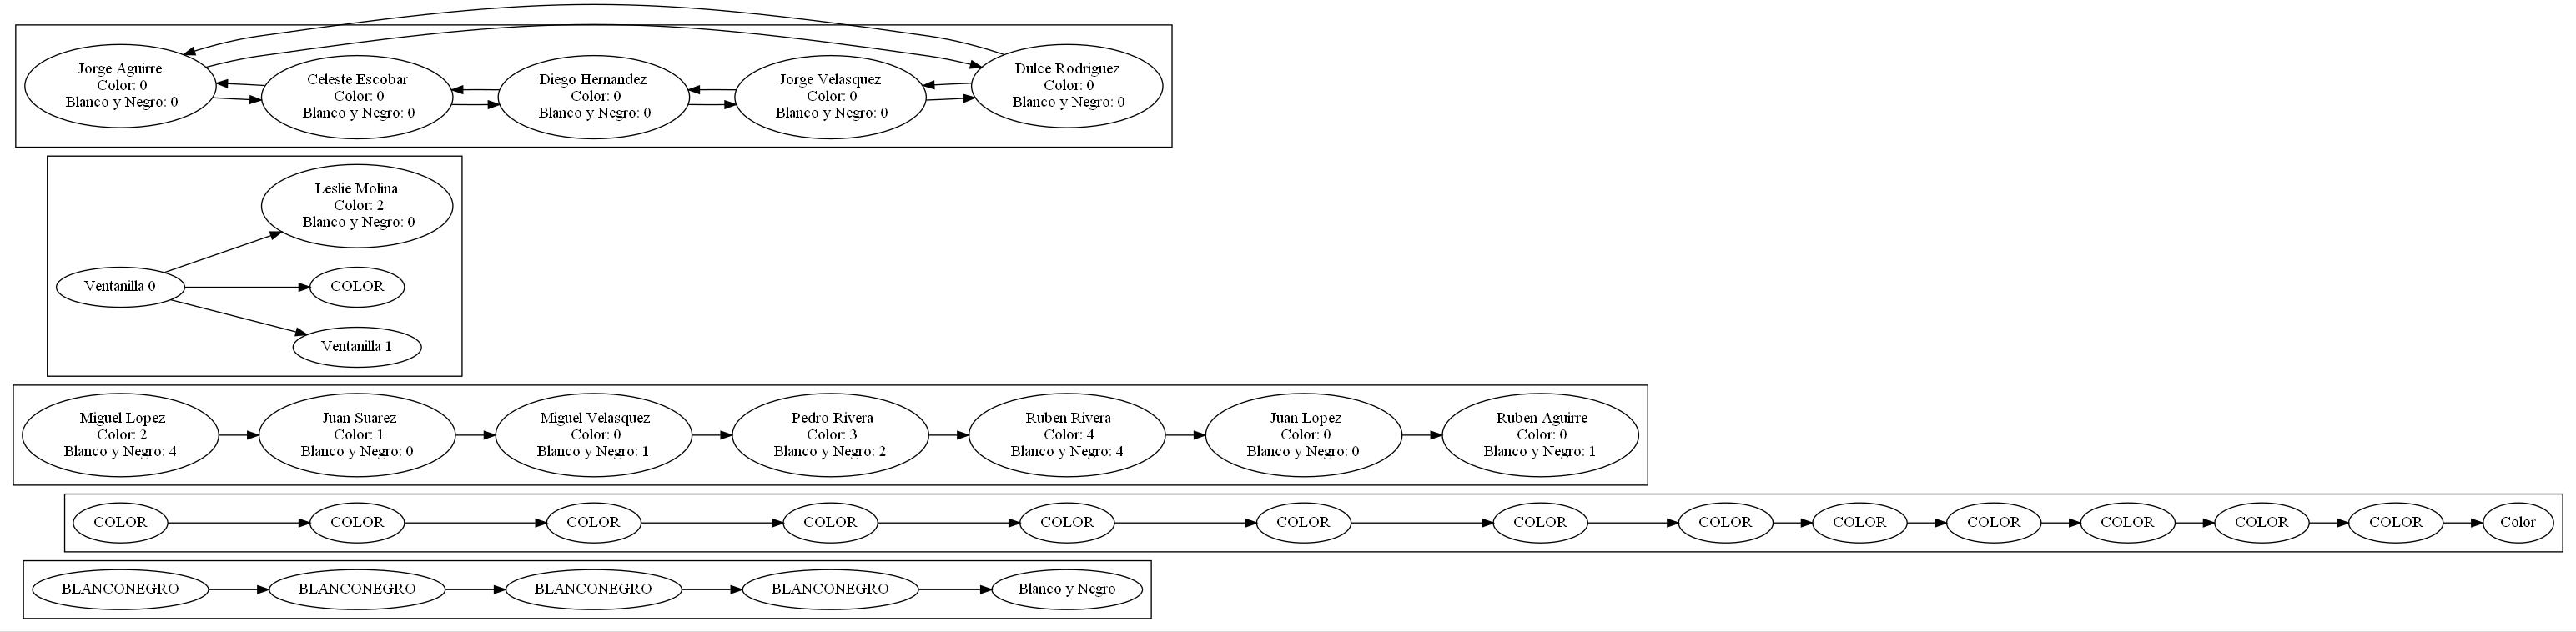 Jorge Aguirre
Color: 0
Blanco y Negro: 0
Celeste Escobar
Color: 0
Blanco y Negro: 0
Diego Hernandez
Color: 0
Blanco y Negro: 0
Jorge Velasquez
Color: 0
Blanco y Negro: 0
Dulce Rodriguez
Color: 0
Blanco y Negro: 0
Leslie Molina
Color: 2
Blanco y Negro: 0
Ventanilla 0
COLOR
Ventanilla 1
Miguel Lopez
Color: 2
Blanco y Negro: 4
Juan Suarez
Color: 1
Blanco y Negro: 0
Miguel Velasquez
Color: 0
Blanco y Negro: 1
Pedro Rivera
Color: 3
Blanco y Negro: 2
Ruben Rivera
Color: 4
Blanco y Negro: 4
Juan Lopez
Color: 0
Blanco y Negro: 0
Ruben Aguirre
Color: 0
Blanco y Negro: 1
COLOR
COLOR
COLOR
COLOR
COLOR
COLOR
COLOR
COLOR
COLOR
COLOR
COLOR
COLOR
COLOR
Color
BLANCONEGRO
BLANCONEGRO
BLANCONEGRO
BLANCONEGRO
Blanco y Negro